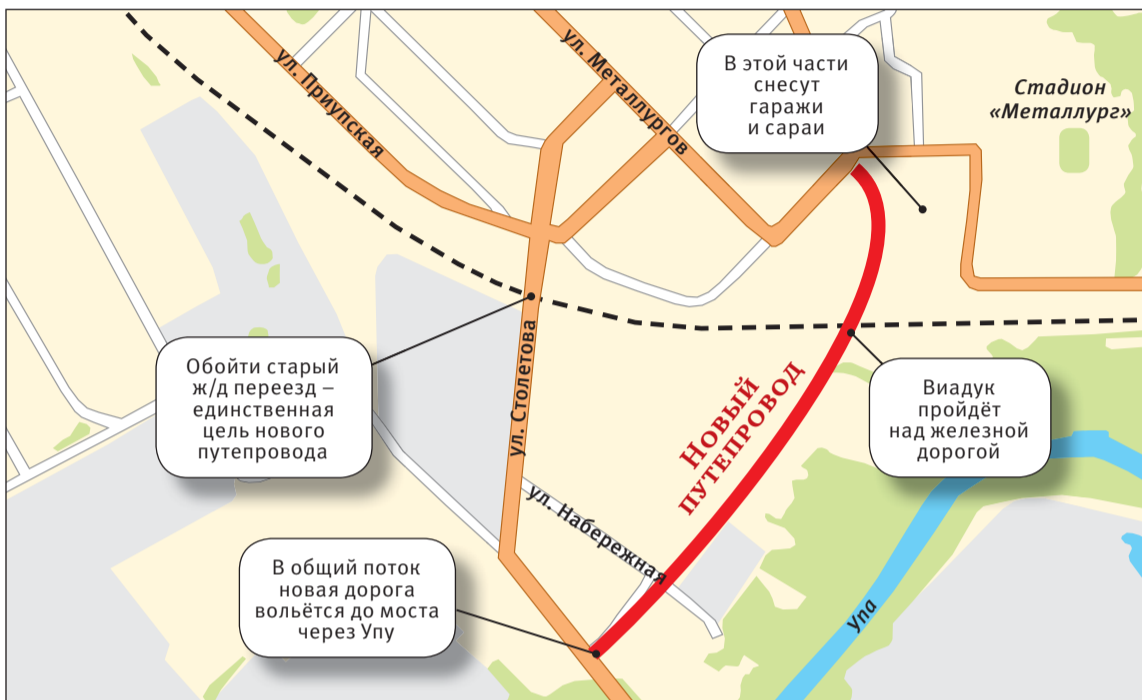 ул. Приупская
ул. Металлургов
В этой части
снесут
гаражи
и сараи
Стадион
«Металлург»
Обойти старый
ж/д переезд –
единственная
цель нового
путепровода
ул. Столетова
Новый
путепровод
Виадук
пройдёт
над железной
дорогой
ул. Набережная
В общий поток
новая дорога
вольётся до моста
через Упу
Упа